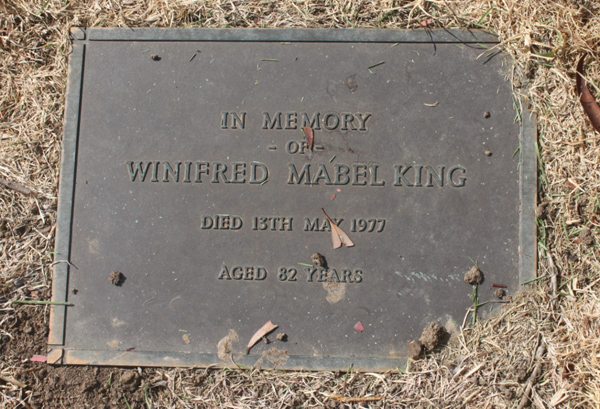 IN MEMORY
- OF -
WINIFRED MABEL KING
DIED 13TH MAY 1977
AGED 82 YEARS